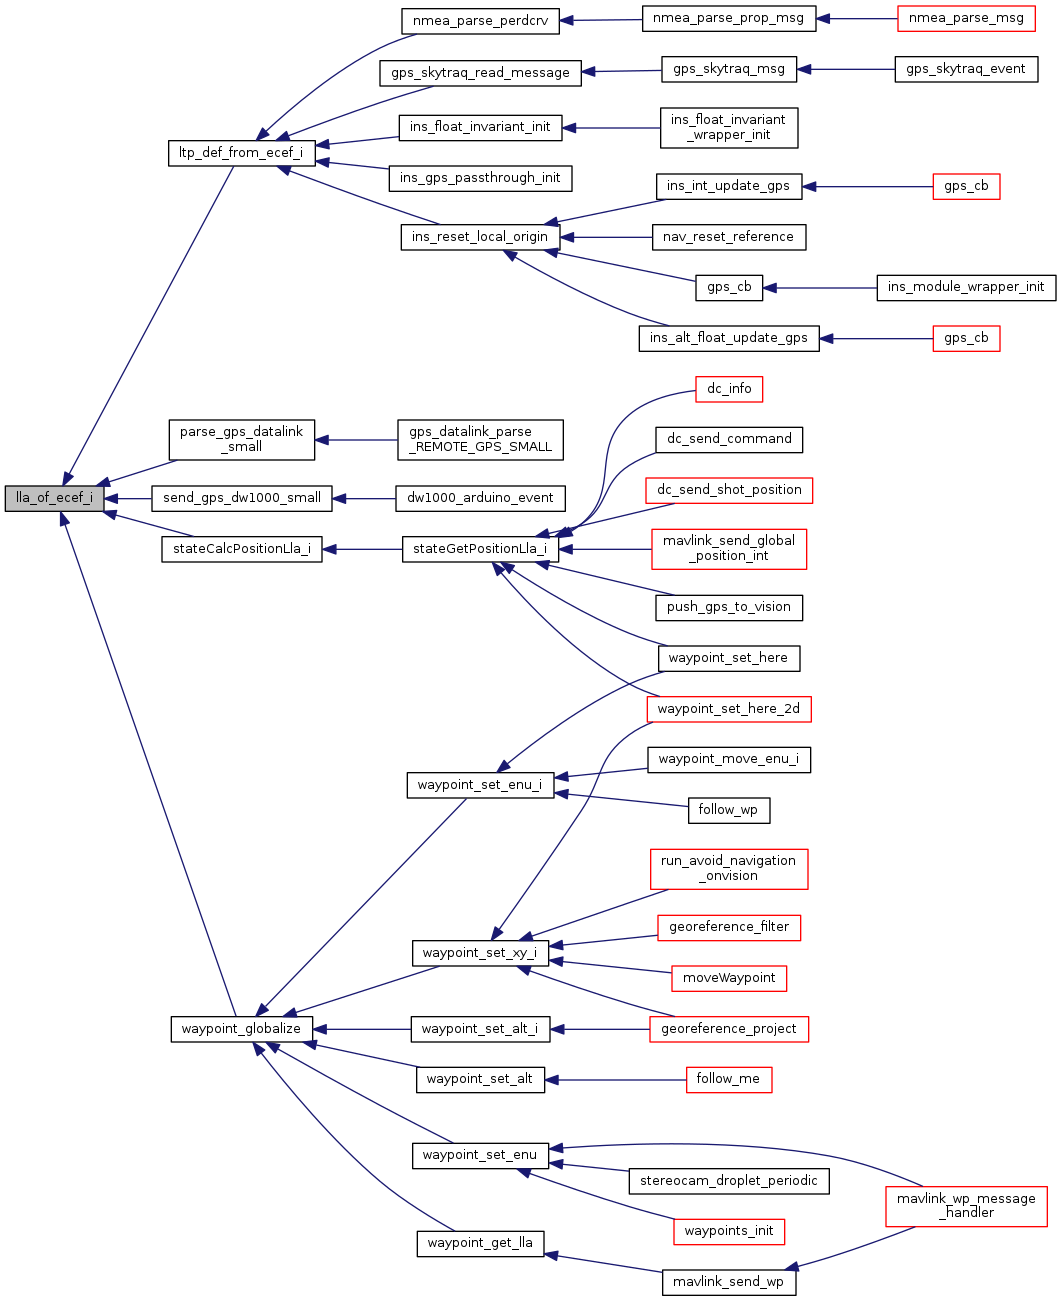 nmea_parse_perdcrv
nmea_parse_prop_msg
nmea_parse_msg
gps_skytraq_read_message
gps_skytraq_msg
gps_skytraq_event
ins_float_invariant_init
ins_float_invariant
_wrapper_init
ltp_def_from_ecef_i
ins_gps_passthrough_init
ins_int_update_gps
gps_cb
ins_reset_local_origin
nav_reset_reference
gps_cb
ins_module_wrapper_init
ins_alt_float_update_gps
gps_cb
dc_info
parse_gps_datalink
_small
gps_datalink_parse
_REMOTE_GPS_SMALL
dc_send_command
lla_of_ecef_i
send_gps_dw1000_small
dw1000_arduino_event
dc_send_shot_position
stateCalcPositionLla_i
stateGetPositionLla_i
mavlink_send_global
_position_int
push_gps_to_vision
waypoint_set_here
waypoint_set_here_2d
waypoint_move_enu_i
waypoint_set_enu_i
follow_wp
run_avoid_navigation
_onvision
georeference_filter
waypoint_set_xy_i
moveWaypoint
waypoint_globalize
waypoint_set_alt_i
georeference_project
waypoint_set_alt
follow_me
waypoint_set_enu
stereocam_droplet_periodic
mavlink_wp_message
_handler
waypoints_init
waypoint_get_lla
mavlink_send_wp